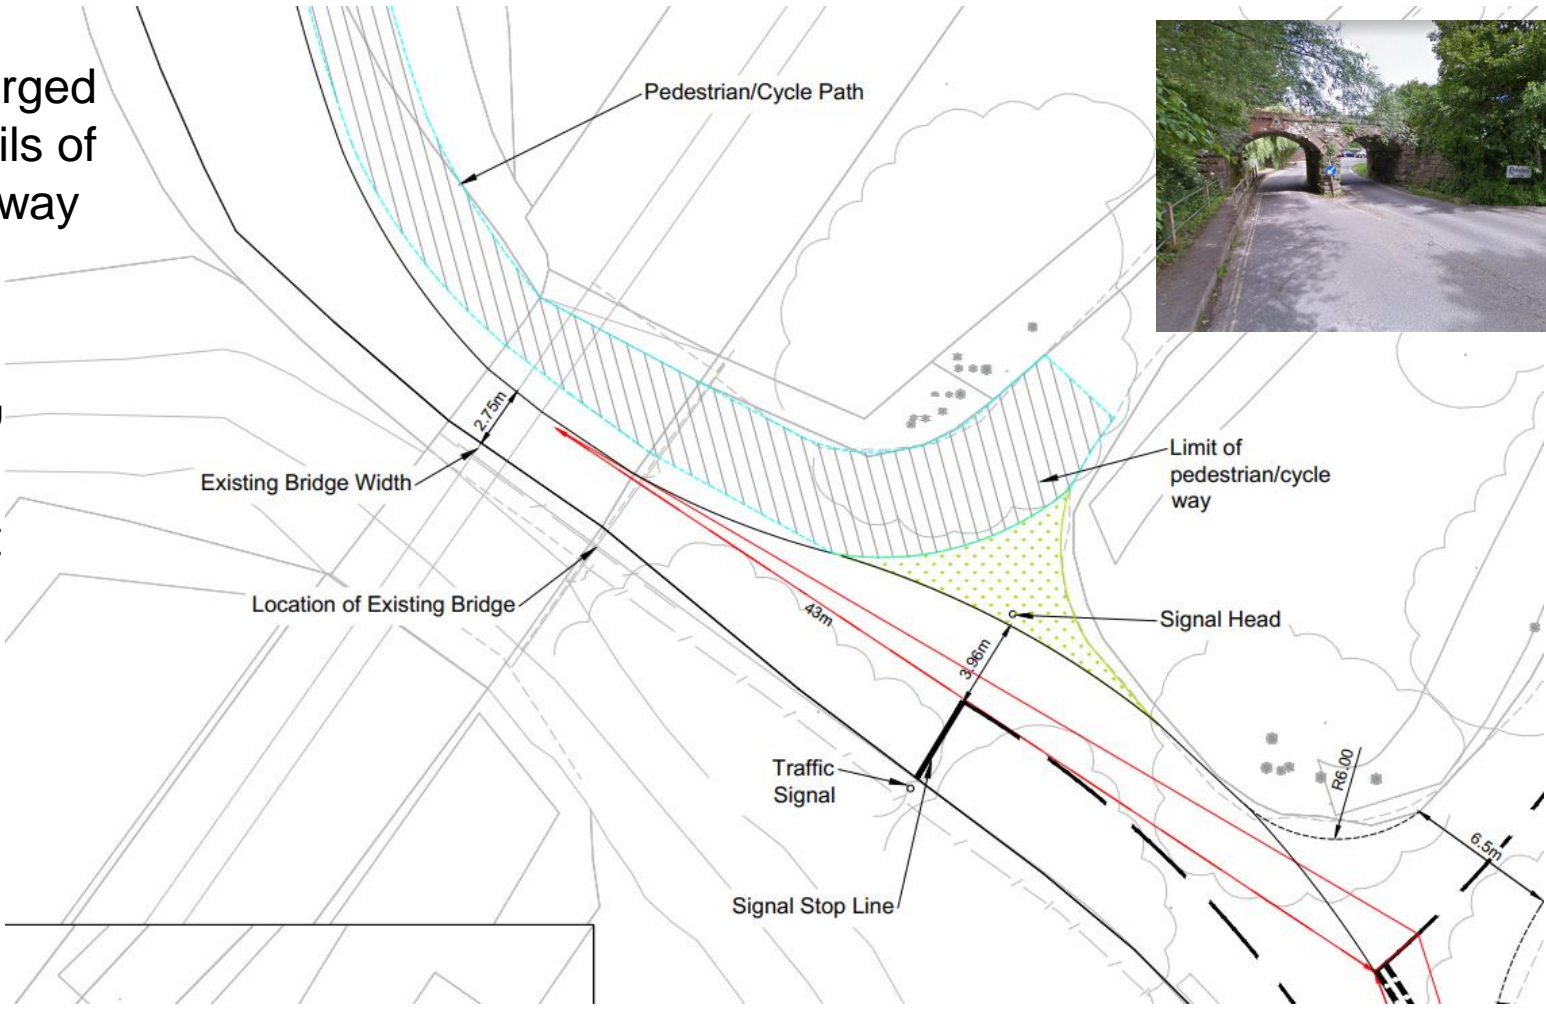 rged
ils of
way
Pedestrian/Cycle Path
2.75m
Existing Bridge Width
Limit of
pedestrian/cycle
way
Location of Existing Bridge
43m
Signal Head
3.96m
Traffic
Signal
R6.00
6.5m
Signal Stop Line